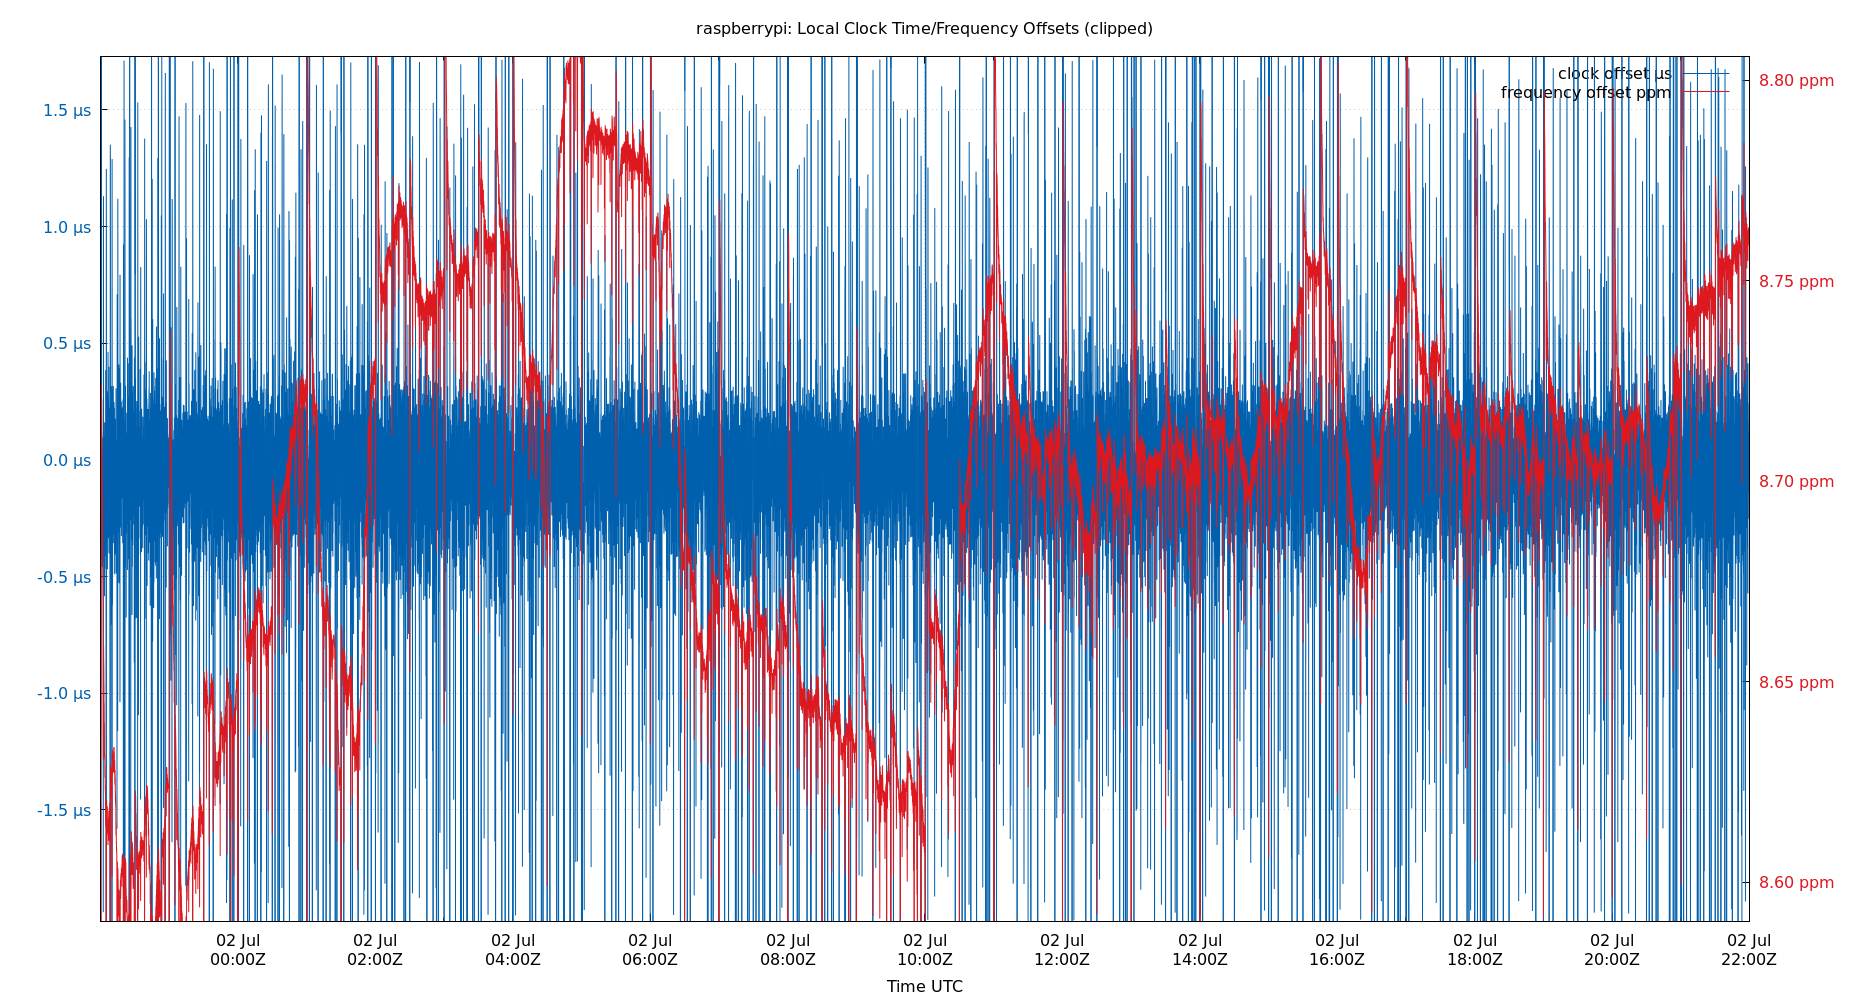 raspberrypi: Local Clock Time/Frequency Offsets (clipped)
clock offset µs
frequency offset ppm
1.5 µs
1.0 µs
0.5 µs
0.0 µs
-0.5 µs
-1.0 µs
-1.5 µs
8.80 ppm
8.75 ppm
8.70 ppm
8.65 ppm
8.60 ppm
02 Jul
00:00Z
02 Jul
02:00Z
02 Jul
04:00Z
02 Jul
06:00Z
02 Jul
08:00Z
02 Jul
10:00Z
02 Jul
12:00Z
02 Jul
14:00Z
02 Jul
16:00Z
02 Jul
18:00Z
02 Jul
20:00Z
02 Jul
22:00Z
Time UTC